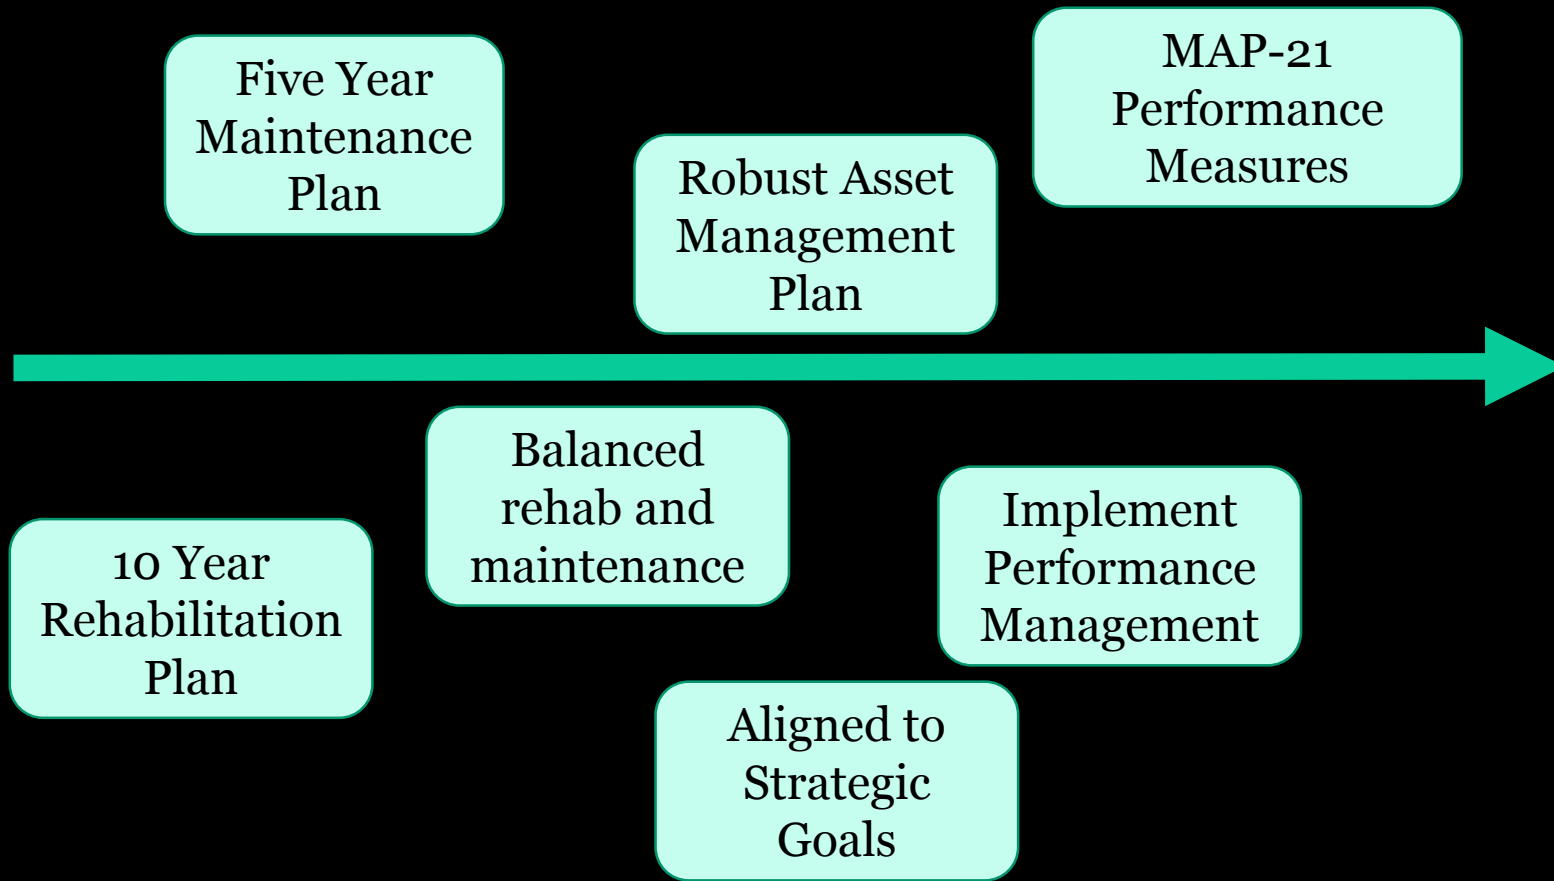 Five Year
Maintenance
Plan
Robust Asset
Management
Plan
MAP-21
Performance
Measures
10 Year
Rehabilitation
Plan
Balanced
rehab and
maintenance
Aligned to
Strategic
Goals
Implement
Performance
Management